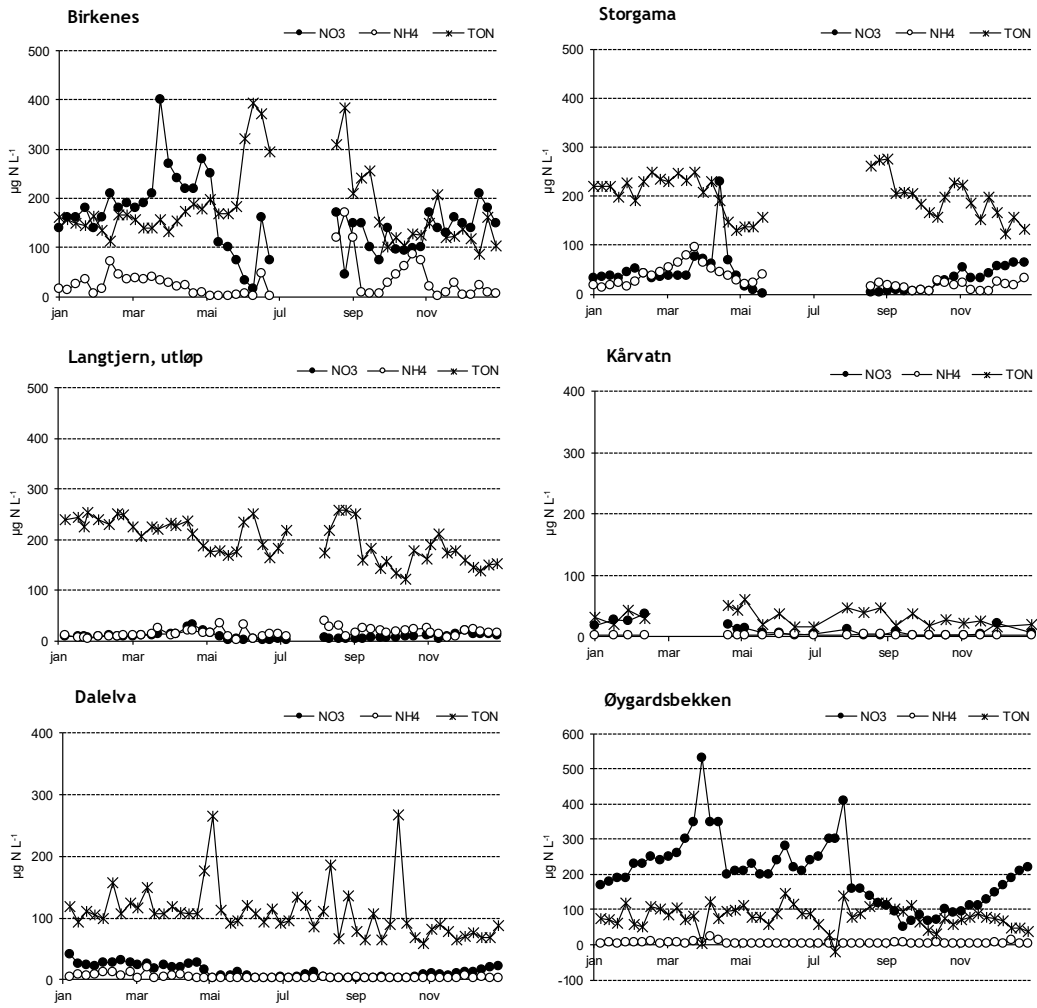 Birkenes
NO3 NH4 TON
500
400
300
200
100
0
µg N L-1
jan mar mai jul sep nov
Storgama
NO3 NH4 TON
500
400
300
200
100
0
µg N L-1
jan mar mai jul sep nov
Langtjern, utløp
NO3 NH4 TON
500
400
300
200
100
0
µg N L-1
jan mar mai jul sep nov
Kårvatn
NO3 NH4 TON
400
300
200
100
0
µg N L-1
jan mar mai jul sep nov
Dalelva
NO3 NH4 TON
400
300
200
100
0
µg N L-1
jan mar mai jul sep nov
Øygardsbekken
NO3 NH4 TON
600
500
400
300
200
100
0
-100
µg N L-1
jan mar mai jul sep nov